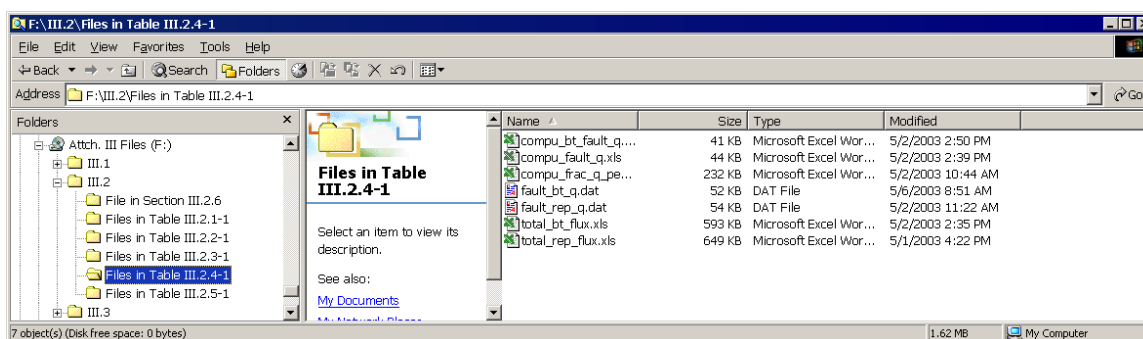 F:\III.2\Files in Table III.2.4-1
File Edit View Favorites Tools Help
Back Search Folders
Address F:\III.2\Files in Table III.2.4-1 Go
Folders
Attch. III Files (F:)
III.1
III.2
File in Section III.2.6
Files in Table III.2.1-1
Files in Table III.2.2-1
Files in Table III.2.3-1
Files in Table III.2.4-1
Files in Table III.2.5-1
III.3
Files in Table
III.2.4-1
Select an item to view its
description.
See also:
My Documents
My Network Places
Name Size Type Modified
compu_bt_fault_q.... 41 KB Microsoft Excel Wor... 5/2/2003 2:50 PM
compu_fault_q.xls 44 KB Microsoft Excel Wor... 5/2/2003 2:39 PM
compu_frac_q_pe... 232 KB Microsoft Excel Wor... 5/2/2003 10:44 AM
fault_bt_q.dat 52 KB DAT File 5/6/2003 8:51 AM
fault_rep_q.dat 54 KB DAT File 5/2/2003 11:22 AM
total_bt_flux.xls 593 KB Microsoft Excel Wor... 5/2/2003 2:35 PM
total_rep_flux.xls 649 KB Microsoft Excel Wor... 5/1/2003 4:22 PM
7 object(s) (Disk free space: 0 bytes) 1.62 MB My Computer